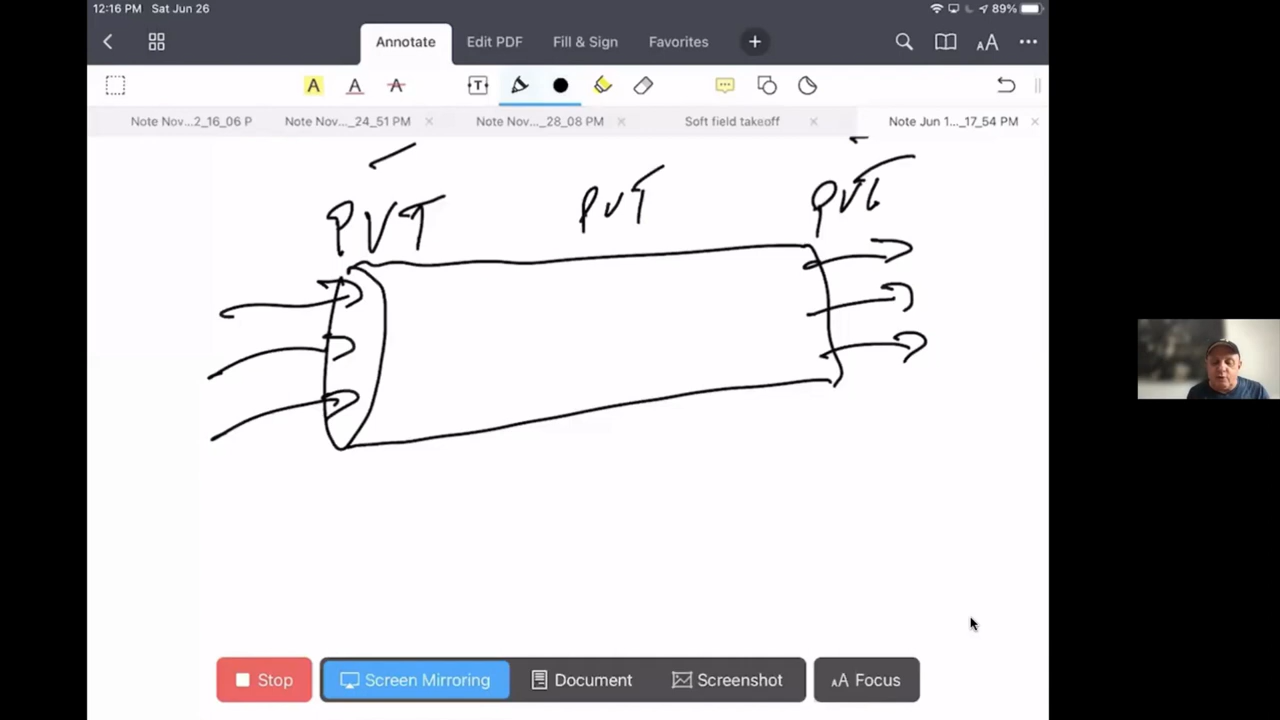 12:16 PM Sat Jun 26 89%
Annotate Edit PDF Fill & Sign Favorites
A A A T
Note Nov...2_16_06 P Note Nov..._24_51 PM Note Nov..._28_08 PM Soft field takeoff Note Jun 1..._17_54 PM
PVT PVT PVT
Stop Screen Mirroring Document Screenshot AA Focus